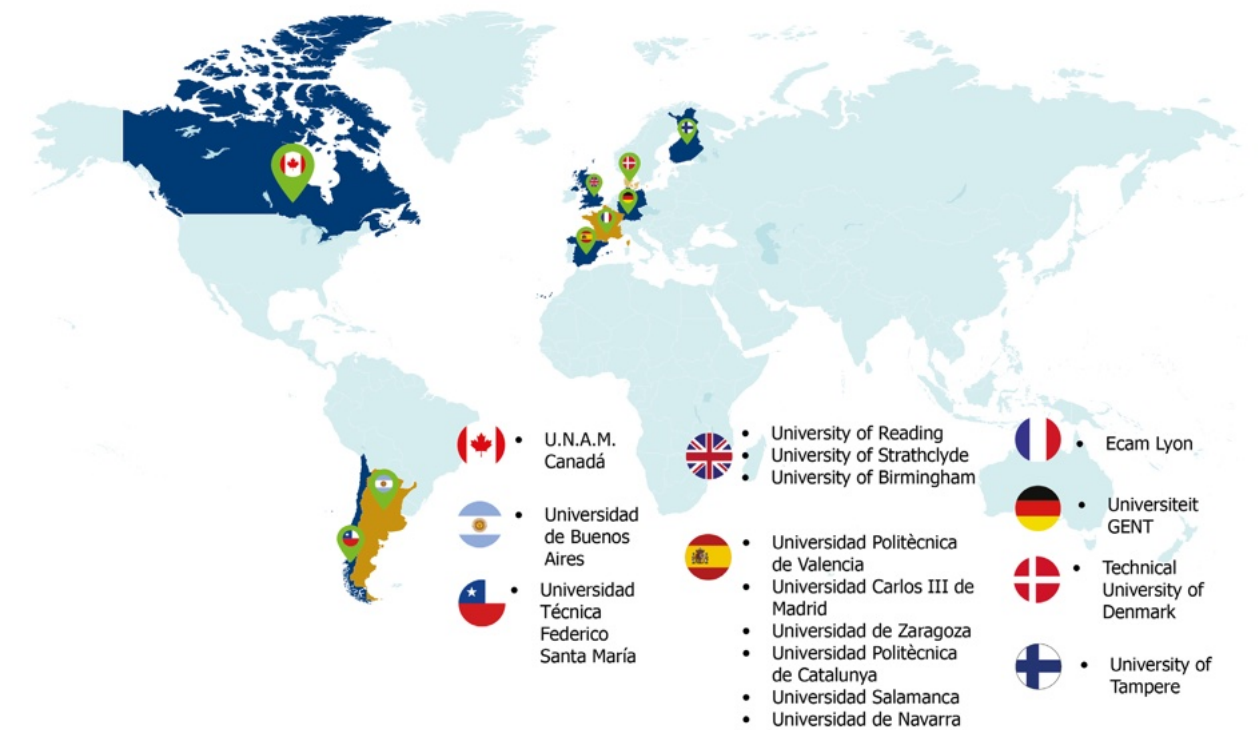 U.N.A.M.
Canadá
Universidad
de Buenos
Aires
Universidad
Técnica
Federico
Santa María
University of Reading
University of Strathclyde
University of Birmingham
Universidad Politècnica
de Valencia
Universidad Carlos III de
Madrid
Universidad de Zaragoza
Universidad Politècnica
de Catalunya
Universidad Salamanca
Universidad de Navarra
Ecam Lyon
Universiteit
GENT
Technical
University of
Denmark
University of
Tampere